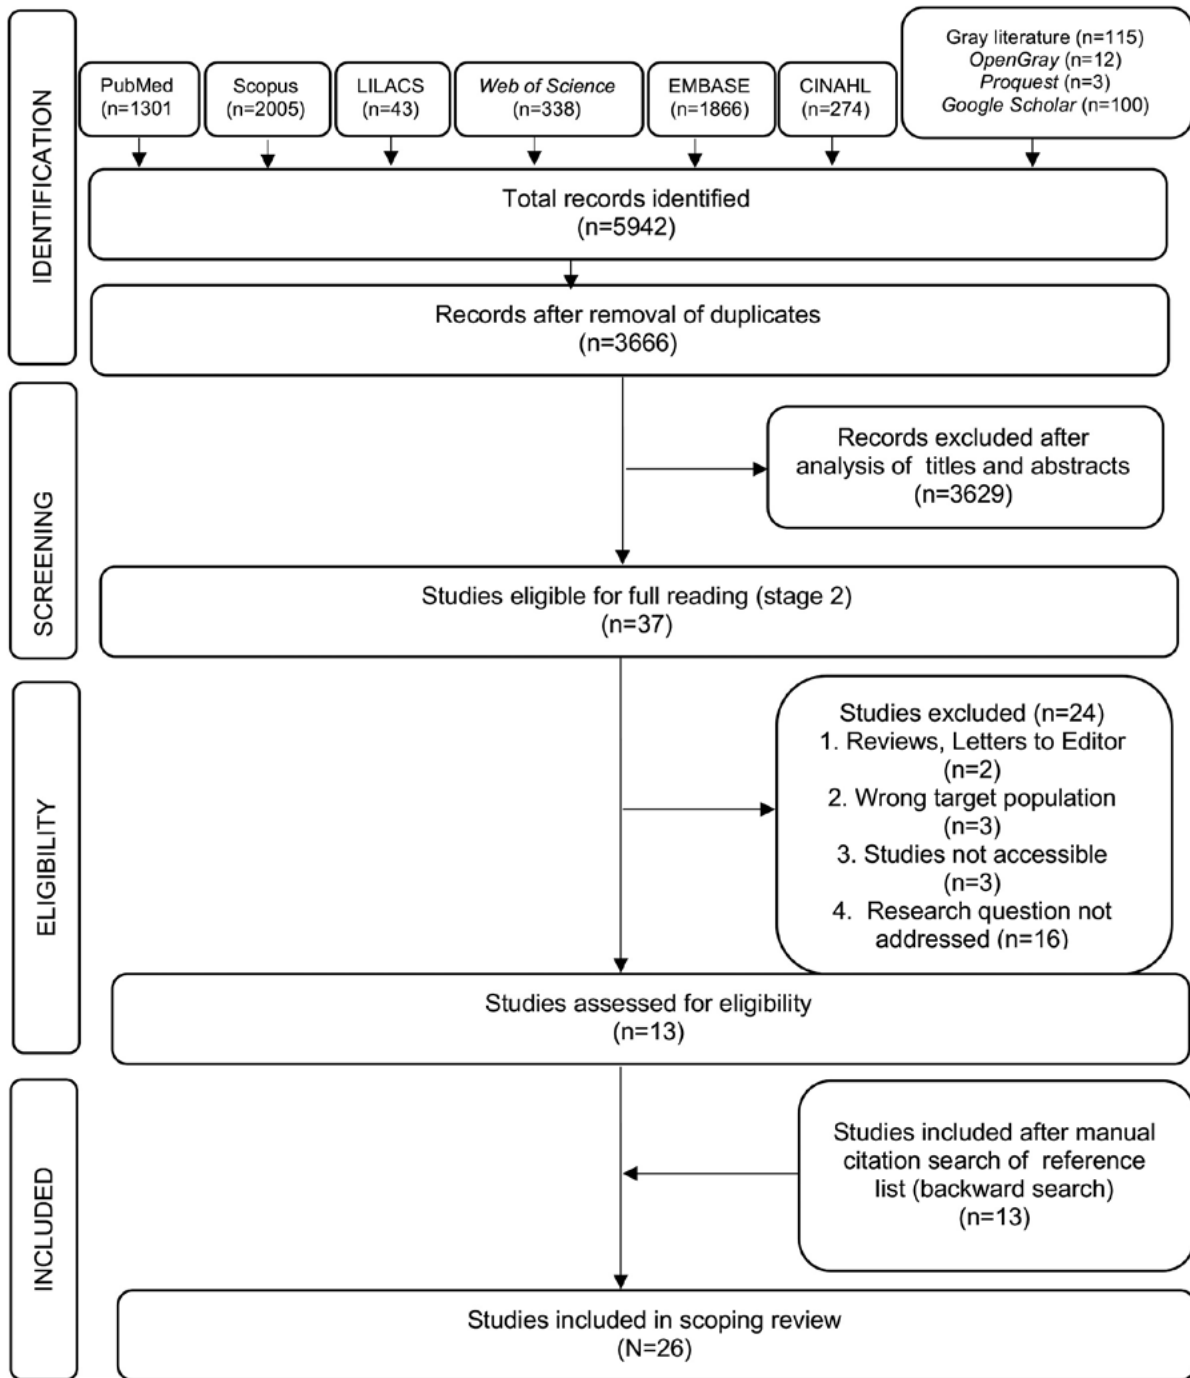 IDENTIFICATION
PubMed
(n=1301
Scopus
(n=2005)
LILACS
(n=43)
Web of Science
(n=338)
EMBASE
(n=1866)
CINAHL
(n=274)
Gray literature (n=115)
OpenGray (n=12)
Proquest (n=3)
Google Scholar (n=100)
Total records identified
(n=5942)
Records after removal of duplicates
(n=3666)
SCREENING
Records excluded after
analysis of titles and abstracts
(n=3629)
Studies eligible for full reading (stage 2)
(n=37)
ELIGIBILITY
Studies excluded (n=24)
1. Reviews, Letters to Editor
(n=2)
2. Wrong target population
(n=3)
3. Studies not accessible
(n=3)
4. Research question not
addressed (n=16)
Studies assessed for eligibility
(n=13)
INCLUDED
Studies included after manual
citation search of reference
list (backward search)
(n=13)
Studies included in scoping review
(N=26)